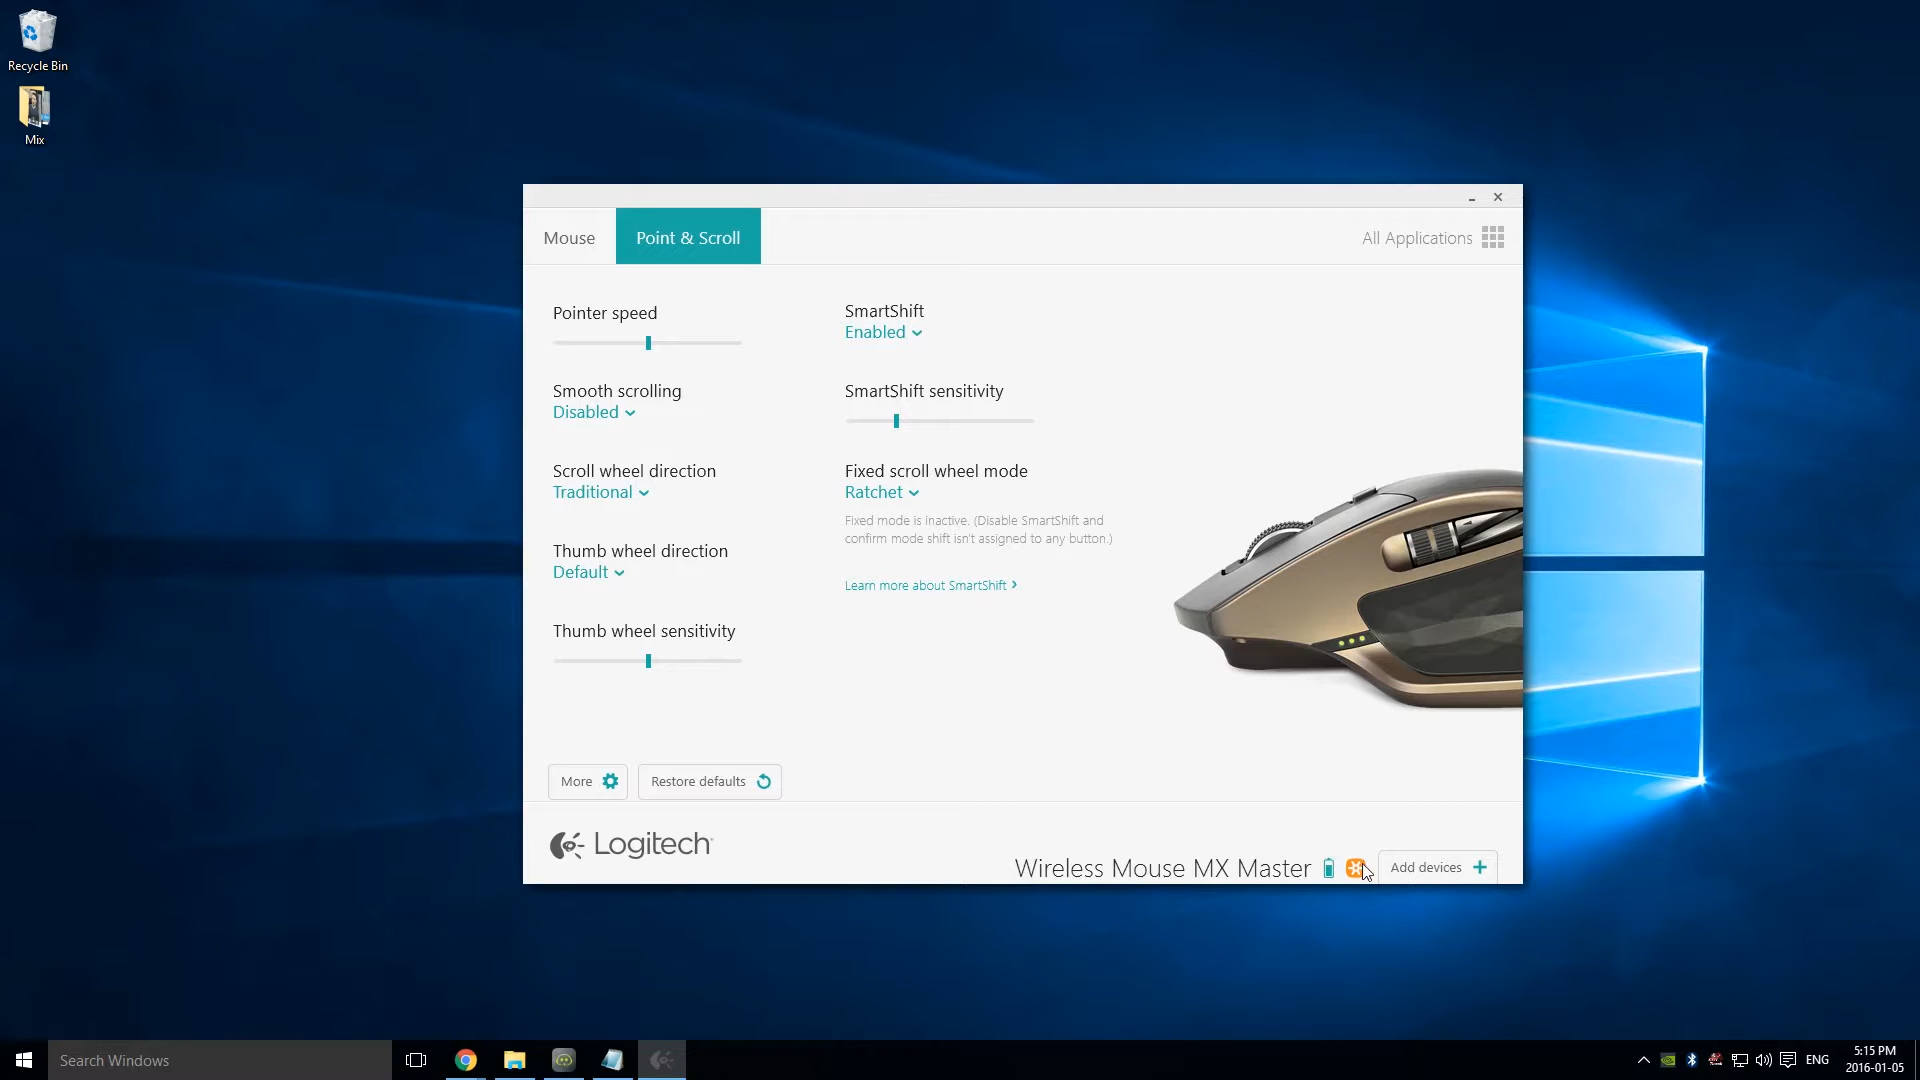 Recycle Bin
Mix
Mouse
Point & Scroll
All Applications
Pointer speed
Smooth scrolling
Disabled
Scroll wheel direction
Traditional
Thumb wheel direction
Default
Thumb wheel sensitivity
SmartShift
Enabled
SmartShift sensitivity
Fixed scroll wheel mode
Ratchet
Fixed mode is inactive. (Disable SmartShift and
confirm mode shift isn't assigned to any button.)
Learn more about SmartShift
More
Restore defaults
Logitech
Wireless Mouse MX Master
Add devices
Search Windows
ENG
5:15 PM
2016-01-05